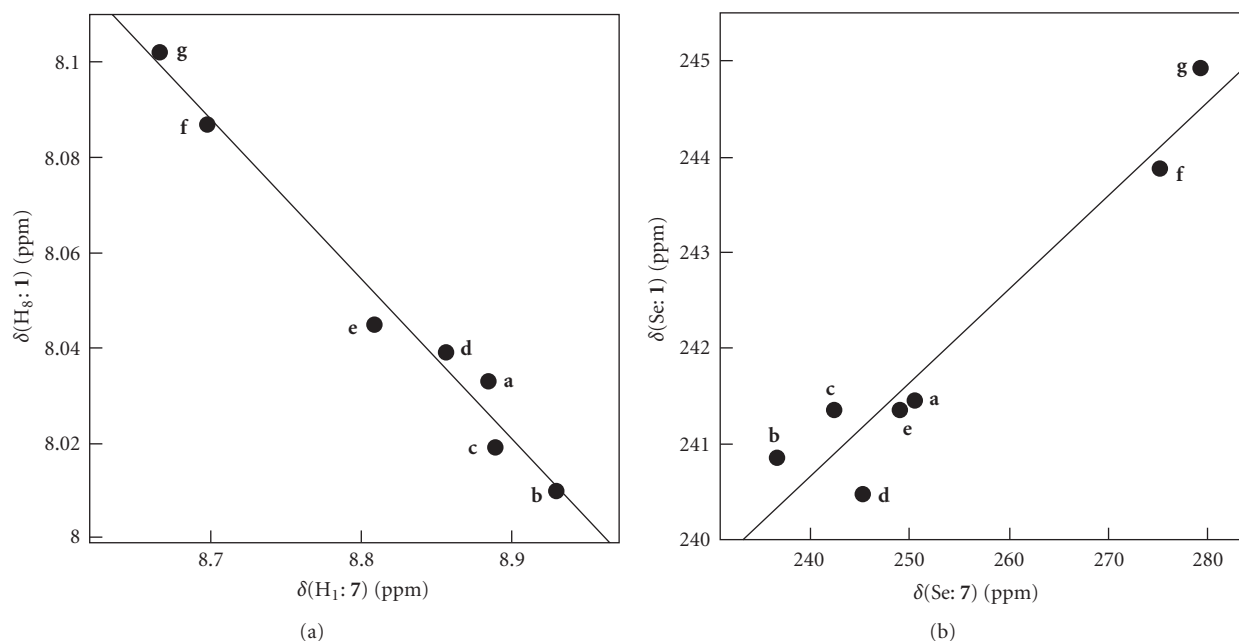 8.1
8.08
8.06
8.04
8.02
8
8.7
8.8
8.9
g
f
e
d
a
c
b
δ(H₈: 1) (ppm)
δ(H₁: 7) (ppm)
(a)
245
244
243
242
241
240
240
250
260
270
280
g
f
c
a
e
b
d
δ(Se: 1) (ppm)
δ(Se: 7) (ppm)
(b)